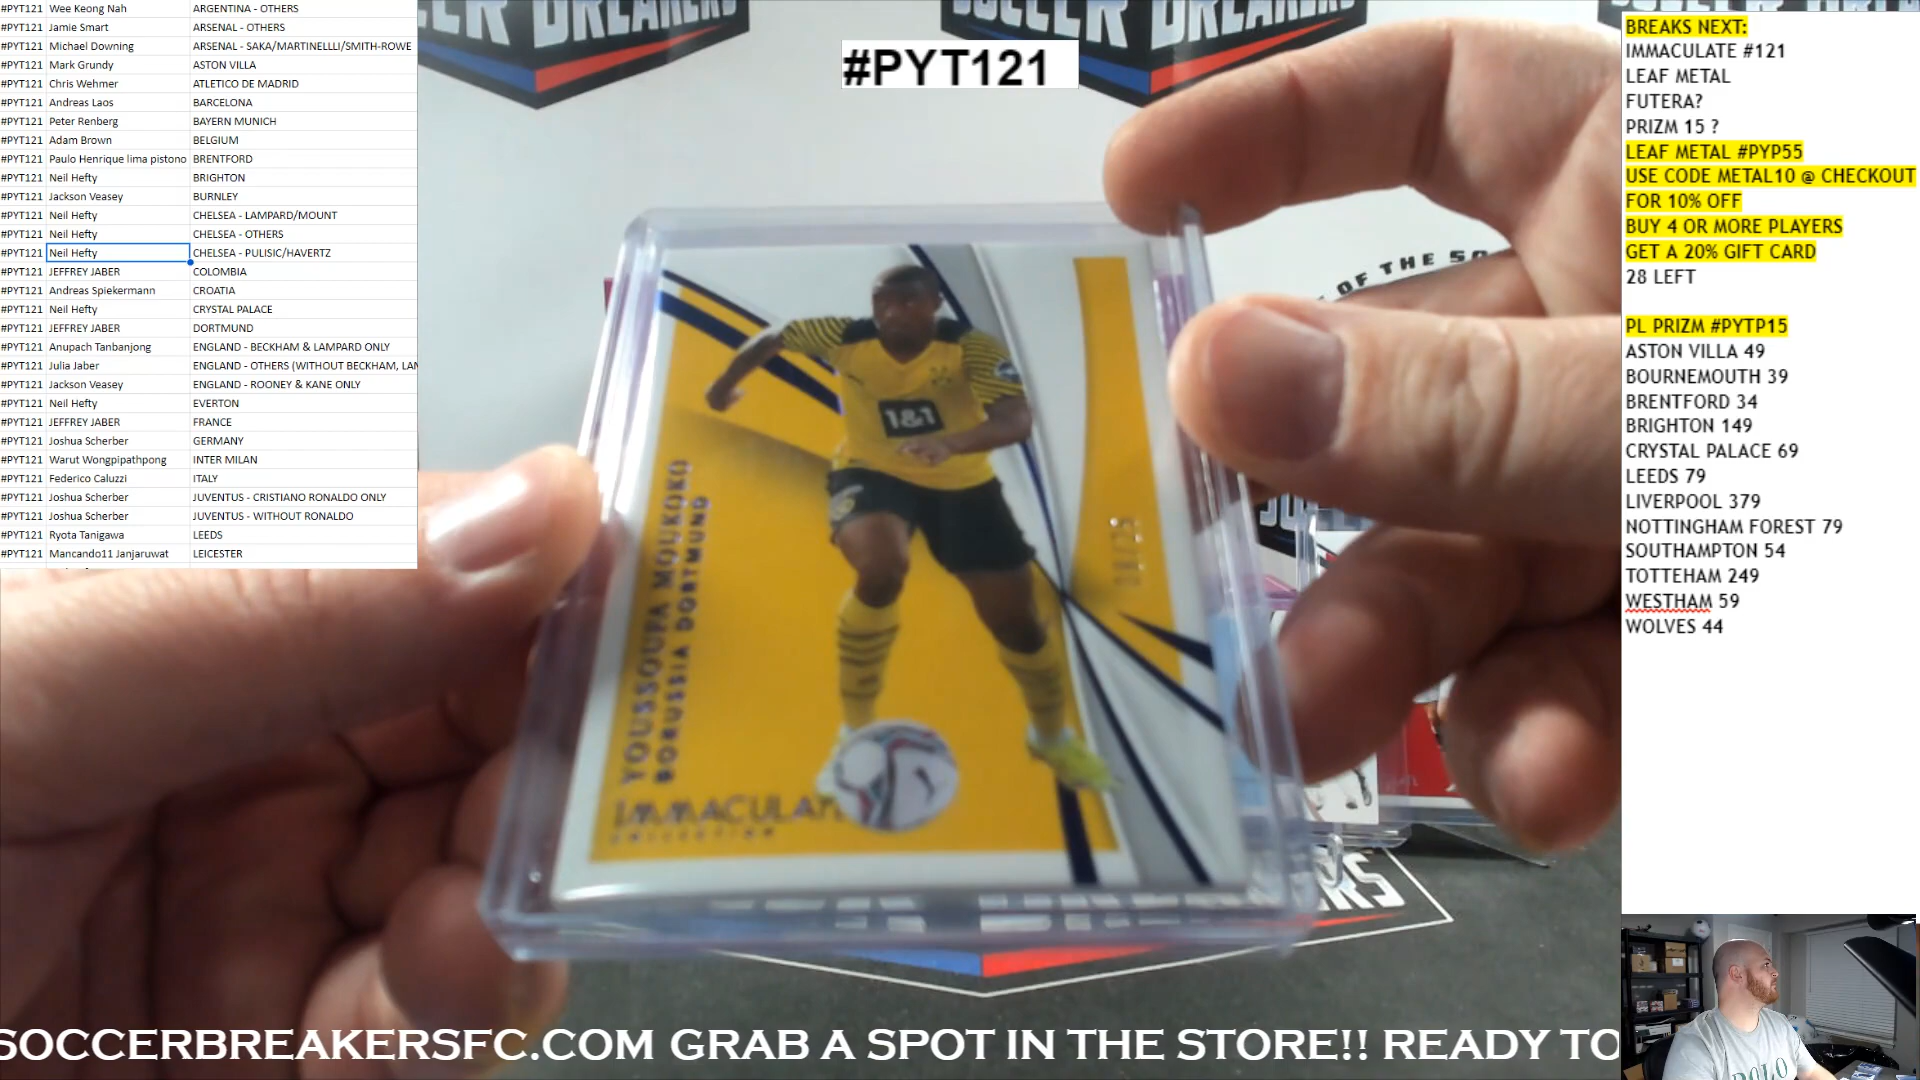 #PYT121 Wee Keong Nah ARGENTINA - OTHERS
#PYT121 Jamie Smart ARSENAL - OTHERS
#PYT121 Michael Downing ARSENAL - SAKA/MARTINELLLI/SMITH-ROWE
#PYT121 Mark Grundy ASTON VILLA
#PYT121 Chris Wehmer ATLETICO DE MADRID
#PYT121 Andreas Laos BARCELONA
#PYT121 Peter Renberg BAYERN MUNICH
#PYT121 Adam Brown BELGIUM
#PYT121 Paulo Henrique lima pistono BRENTFORD
#PYT121 Neil Hefty BRIGHTON
#PYT121 Jackson Veasey BURNLEY
#PYT121 Neil Hefty CHELSEA - LAMPARD/MOUNT
#PYT121 Neil Hefty CHELSEA - OTHERS
#PYT121 Neil Hefty CHELSEA - PULISIC/HAVERTZ
#PYT121 JEFFREY JABER COLOMBIA
#PYT121 Andreas Spiekermann CROATIA
#PYT121 Neil Hefty CRYSTAL PALACE
#PYT121 JEFFREY JABER DORTMUND
#PYT121 Anupach Tanbanjong ENGLAND - BECKHAM & LAMPARD ONLY
#PYT121 Julia Jaber ENGLAND - OTHERS (WITHOUT BECKHAM, LAM
#PYT121 Jackson Veasey ENGLAND - ROONEY & KANE ONLY
#PYT121 Neil Hefty EVERTON
#PYT121 JEFFREY JABER FRANCE
#PYT121 Joshua Scherber GERMANY
#PYT121 Warut Wongpipathpong INTER MILAN
#PYT121 Federico Caluzzi ITALY
#PYT121 Joshua Scherber JUVENTUS - CRISTIANO RONALDO ONLY
#PYT121 Joshua Scherber JUVENTUS - WITHOUT RONALDO
#PYT121 Ryota Tanigawa LEEDS
#PYT121 Mancando11 Janjaruwat LEICESTER
#PYT121
SOCCER BREAKERS
OF THE SO
1&1
YOUSSOUFA MOUKOKO
BORUSSIA DORTMUND
IMMACULATE
COLLECTION
BREAKS NEXT:
IMMACULATE #121
LEAF METAL
FUTERA?
PRIZM 15 ?
LEAF METAL #PYP55
USE CODE METAL10 @ CHECKOUT
FOR 10% OFF
BUY 4 OR MORE PLAYERS
GET A 20% GIFT CARD
28 LEFT
PL PRIZM #PYTP15
ASTON VILLA 49
BOURNEMOUTH 39
BRENTFORD 34
BRIGHTON 149
CRYSTAL PALACE 69
LEEDS 79
LIVERPOOL 379
NOTTINGHAM FOREST 79
SOUTHAMPTON 54
TOTTEHAM 249
WESTHAM 59
WOLVES 44
POLO
SOCCERBREAKERSFC.COM GRAB A SPOT IN THE STORE!! READY TO